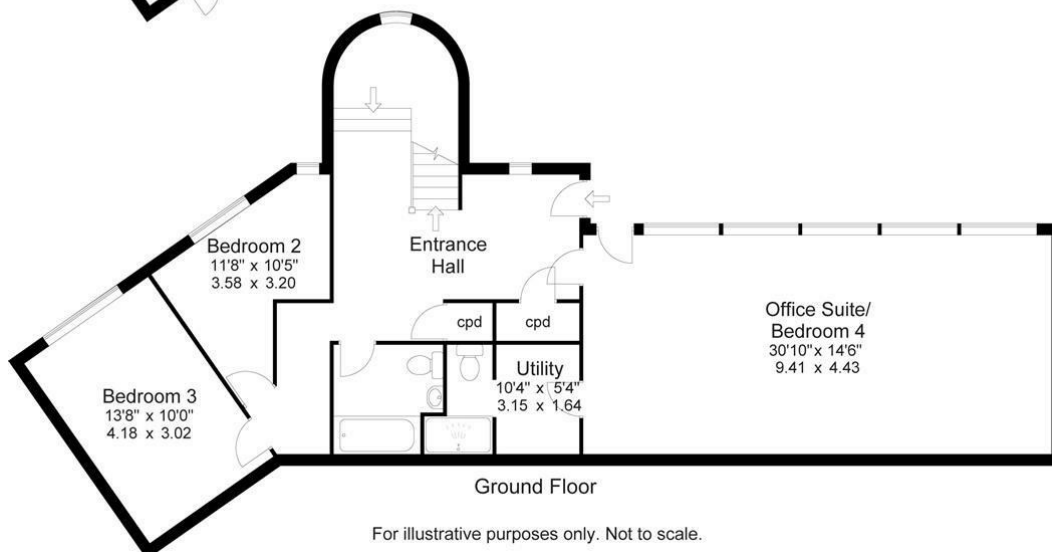 Bedroom 2
11'8" x 10'5"
3.58 x 3.20
Entrance
Hall
Office Suite/
Bedroom 4
30'10" x 14'6"
9.41 x 4.43
cpd
cpd
Utility
10'4" x 5'4"
3.15 x 1.64
Bedroom 3
13'8" x 10'0"
4.18 x 3.02
Ground Floor
For illustrative purposes only. Not to scale.